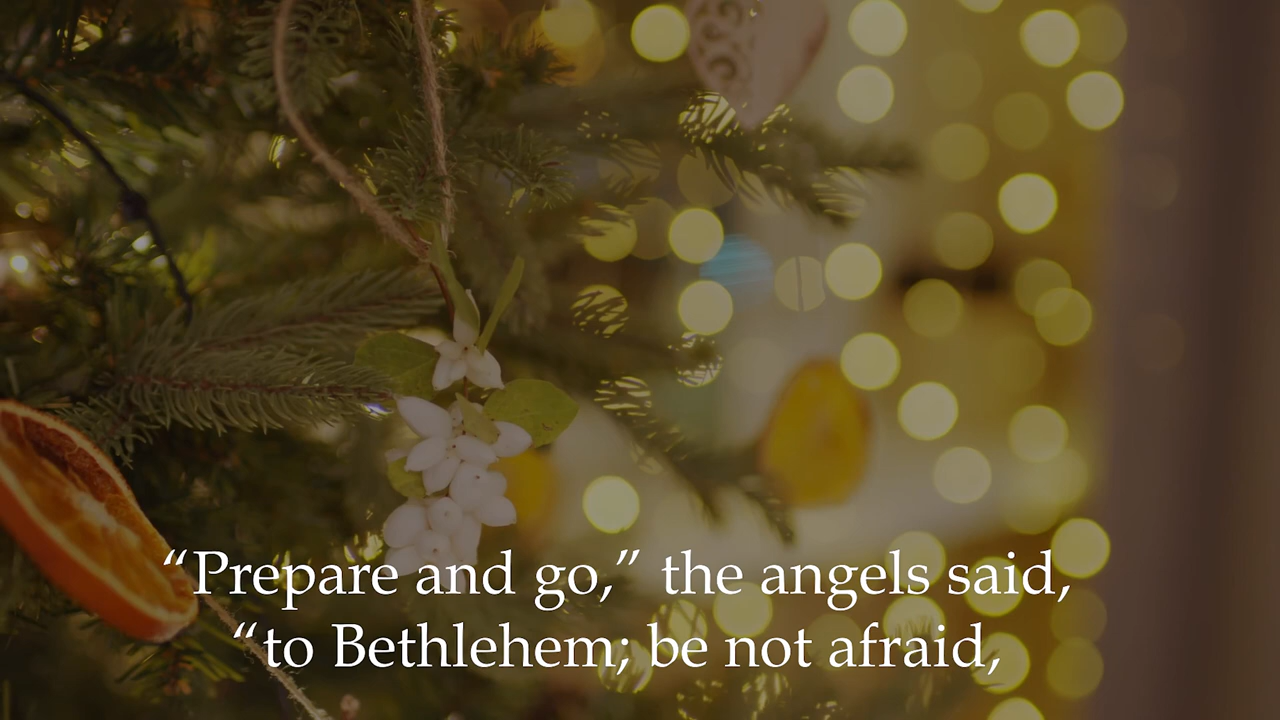 “Prepare and go,” the angels said,
“to Bethlehem; be not afraid,